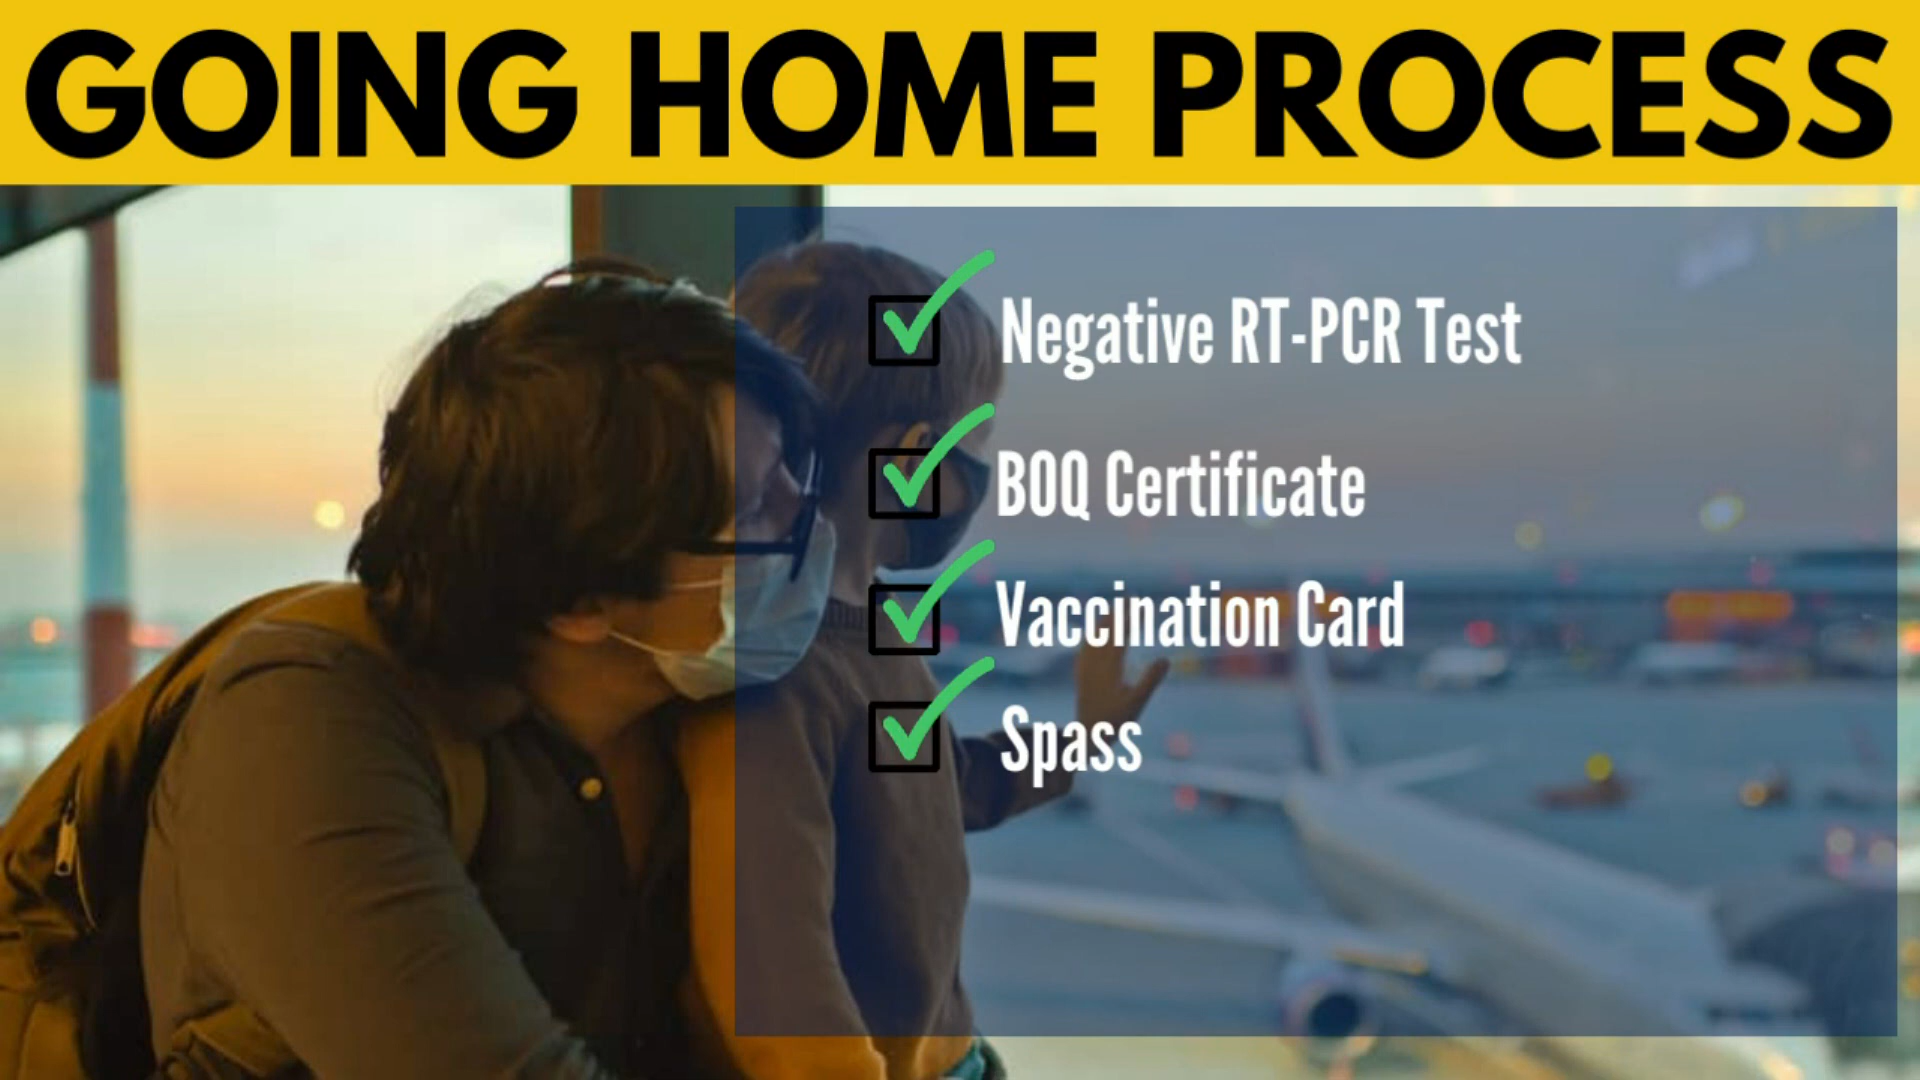 GOING HOME PROCESS
Negative RT-PCR Test
BOQ Certificate
Vaccination Card
Spass